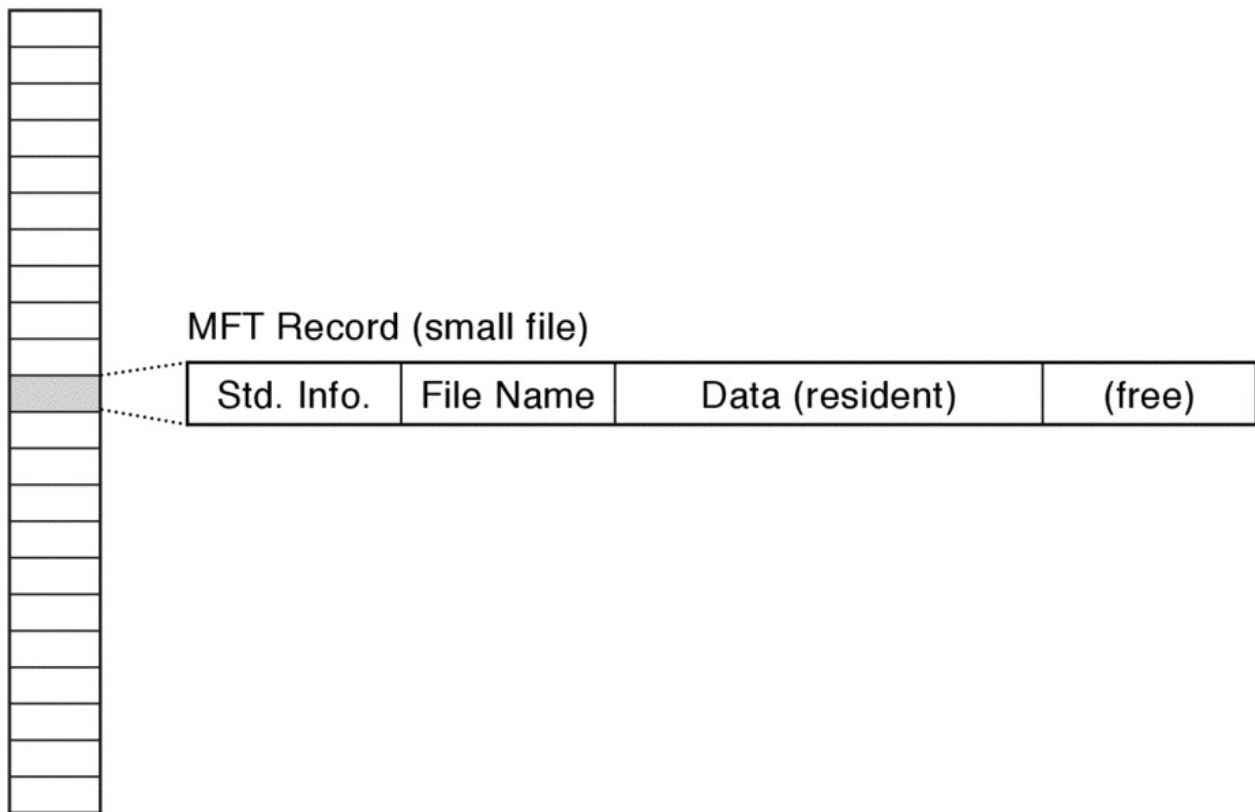 MFT Record (small file)
Std. Info. File Name Data (resident) (free)